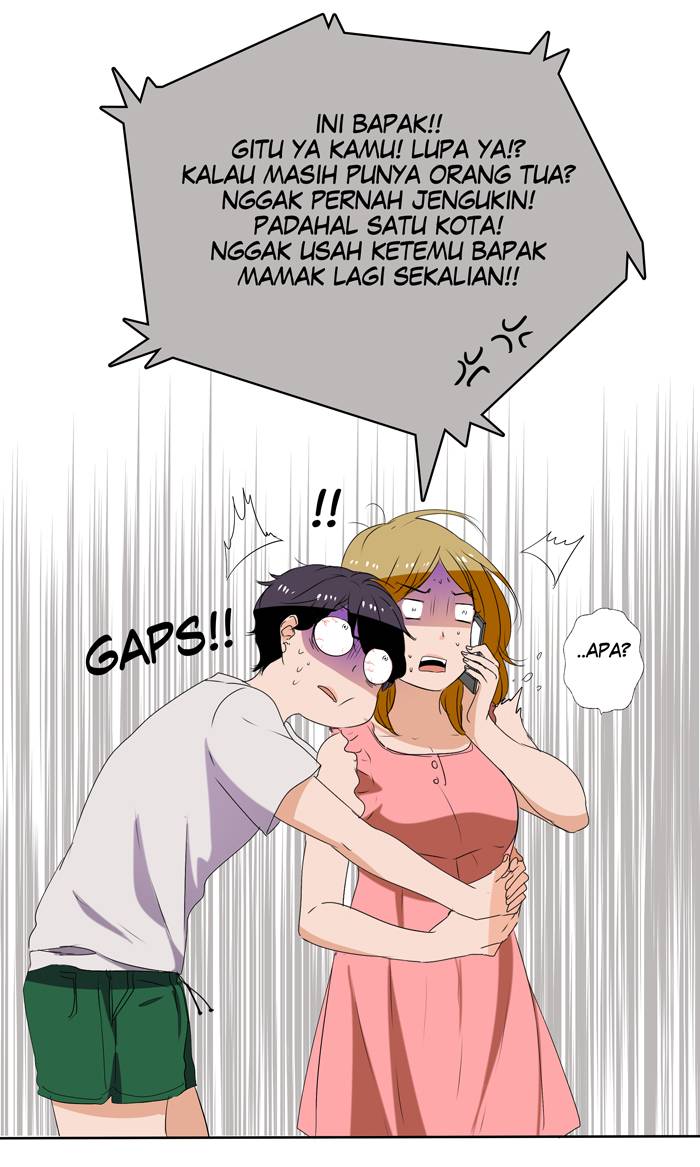 INI BAPAK!!
GITU YA KAMU! LUPA YA!?
KALAU MASIH PUNYA ORANG TUA?
NGGAK PERNAH JENGUKIN!
PADAHAL SATU KOTA!
NGGAK USAH KETEMU BAPAK
MAMAK LAGI SEKALIAN!!
!!
GAPS!!
..APA?